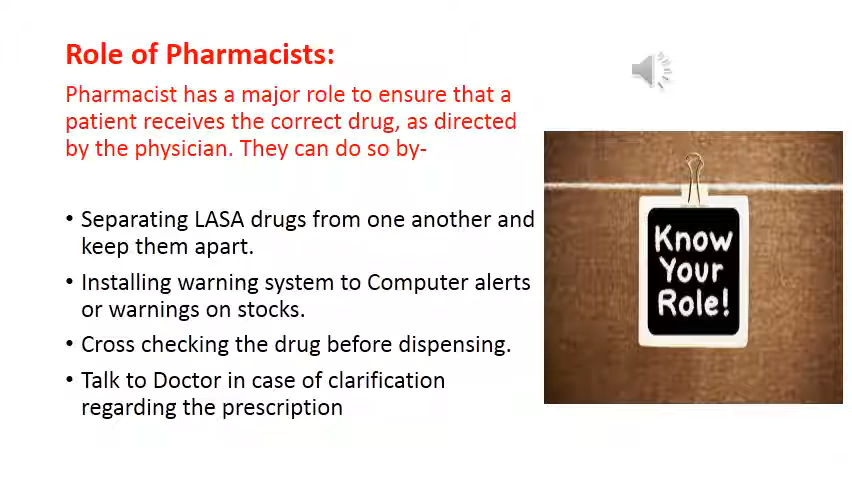 Role of Pharmacists:
Pharmacist has a major role to ensure that a
patient receives the correct drug, as directed
by the physician. They can do so by-
• Separating LASA drugs from one another and
keep them apart.
• Installing warning system to Computer alerts
or warnings on stocks.
• Cross checking the drug before dispensing.
• Talk to Doctor in case of clarification
regarding the prescription
Know
Your
Role!